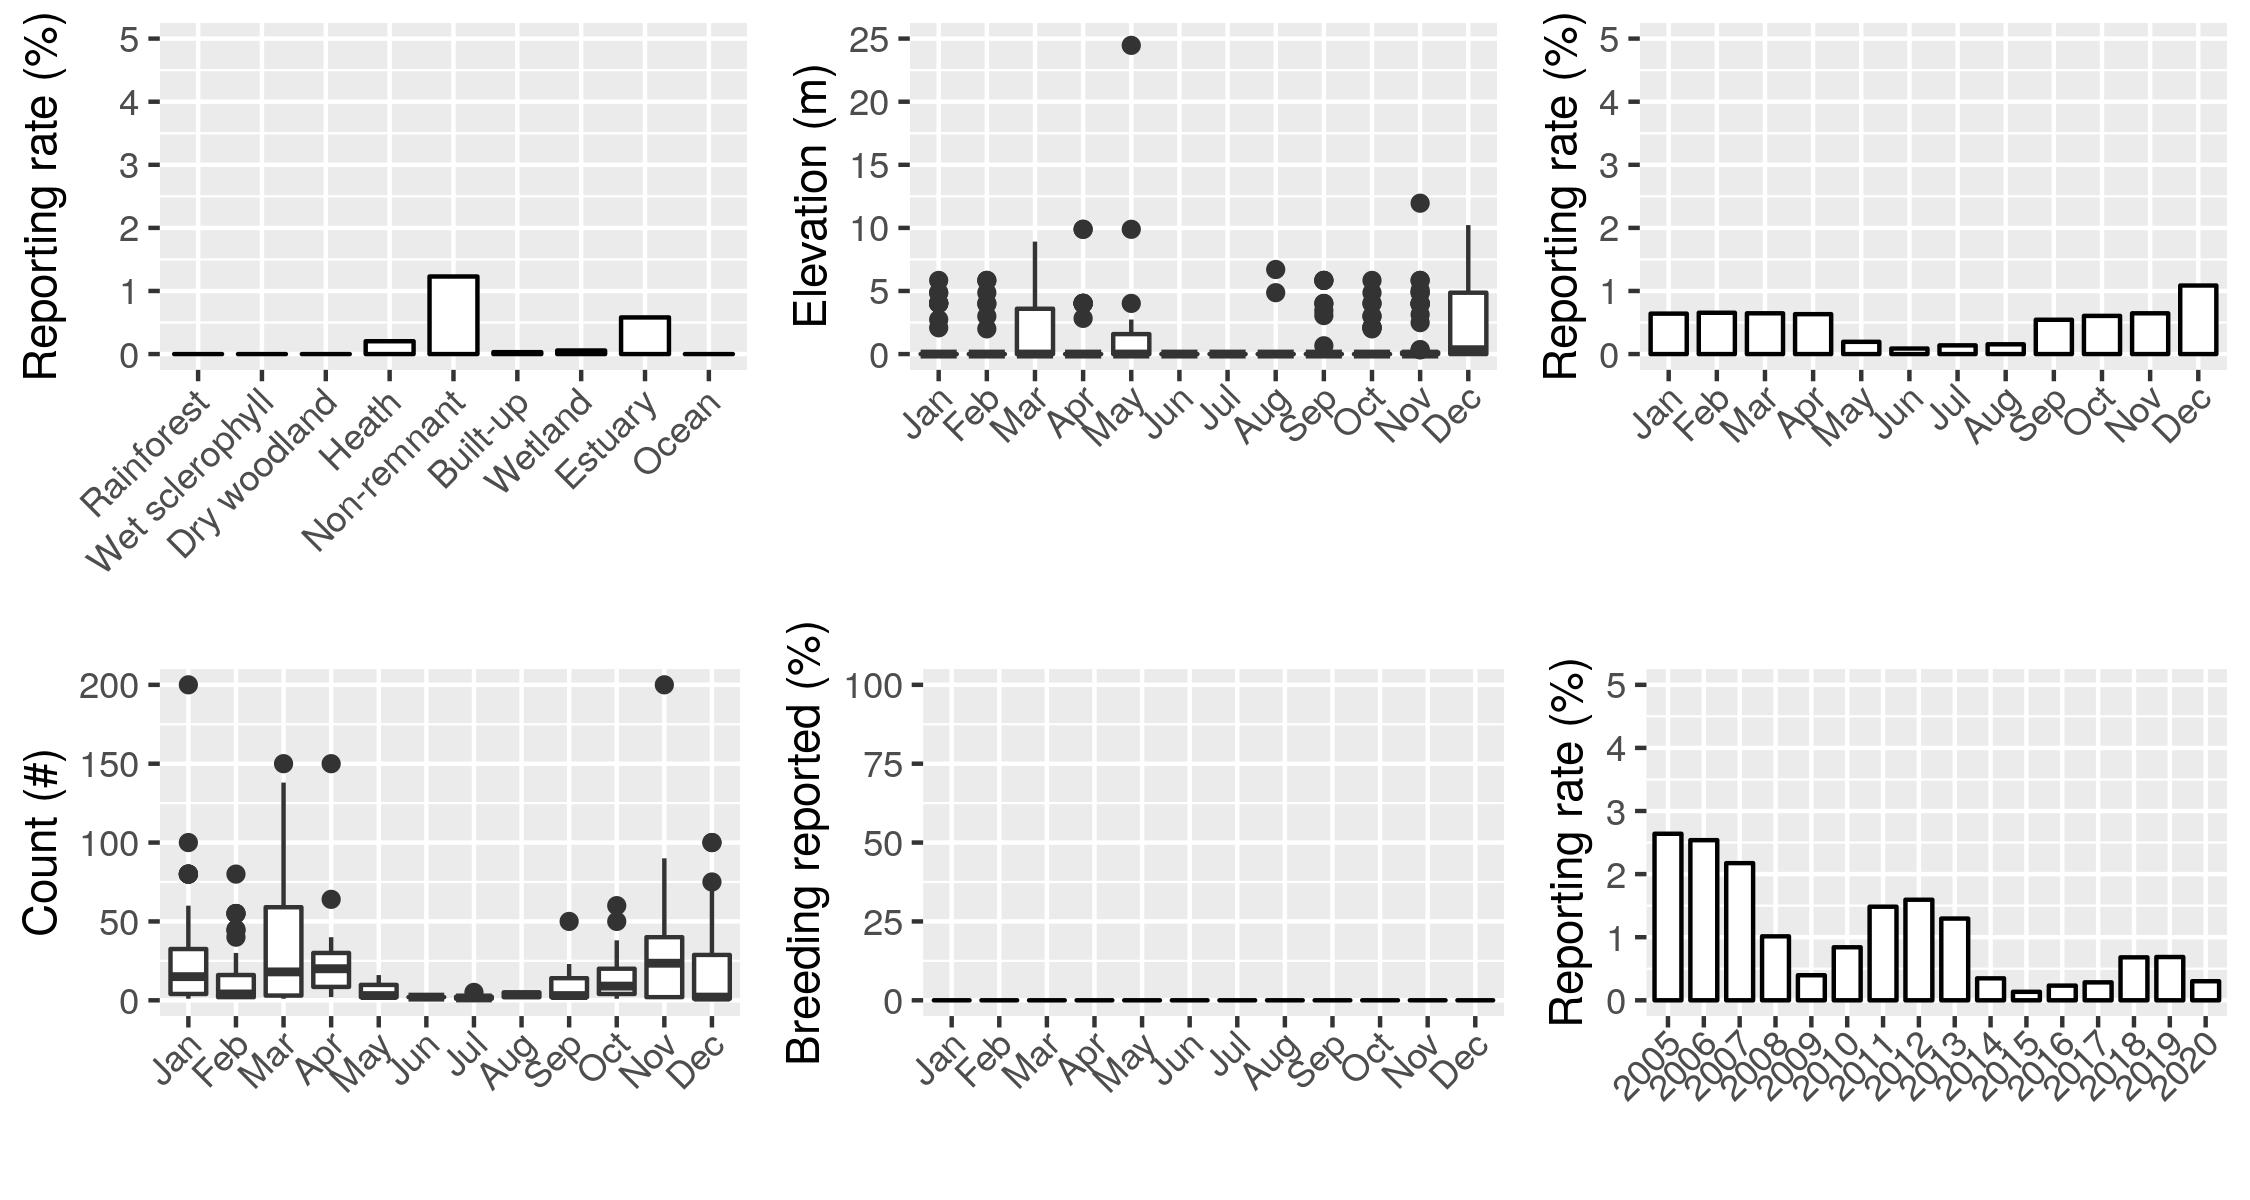 Reporting rate (%)
5
4
3
2
1
0
Rainforest
Wet sclerophyll
Dry woodland
Heath
Non-remnant
Built-up
Wetland
Estuary
Ocean
Elevation (m)
25
20
15
10
5
0
Jan
Feb
Mar
Apr
May
Jun
Jul
Aug
Sep
Oct
Nov
Dec
Reporting rate (%)
5
4
3
2
1
0
Jan
Feb
Mar
Apr
May
Jun
Jul
Aug
Sep
Oct
Nov
Dec
Count (#)
200
150
100
50
0
Jan
Feb
Mar
Apr
May
Jun
Jul
Aug
Sep
Oct
Nov
Dec
Breeding reported (%)
100
75
50
25
0
Jan
Feb
Mar
Apr
May
Jun
Jul
Aug
Sep
Oct
Nov
Dec
Reporting rate (%)
5
4
3
2
1
0
2005
2006
2007
2008
2009
2010
2011
2012
2013
2014
2015
2016
2017
2018
2019
2020